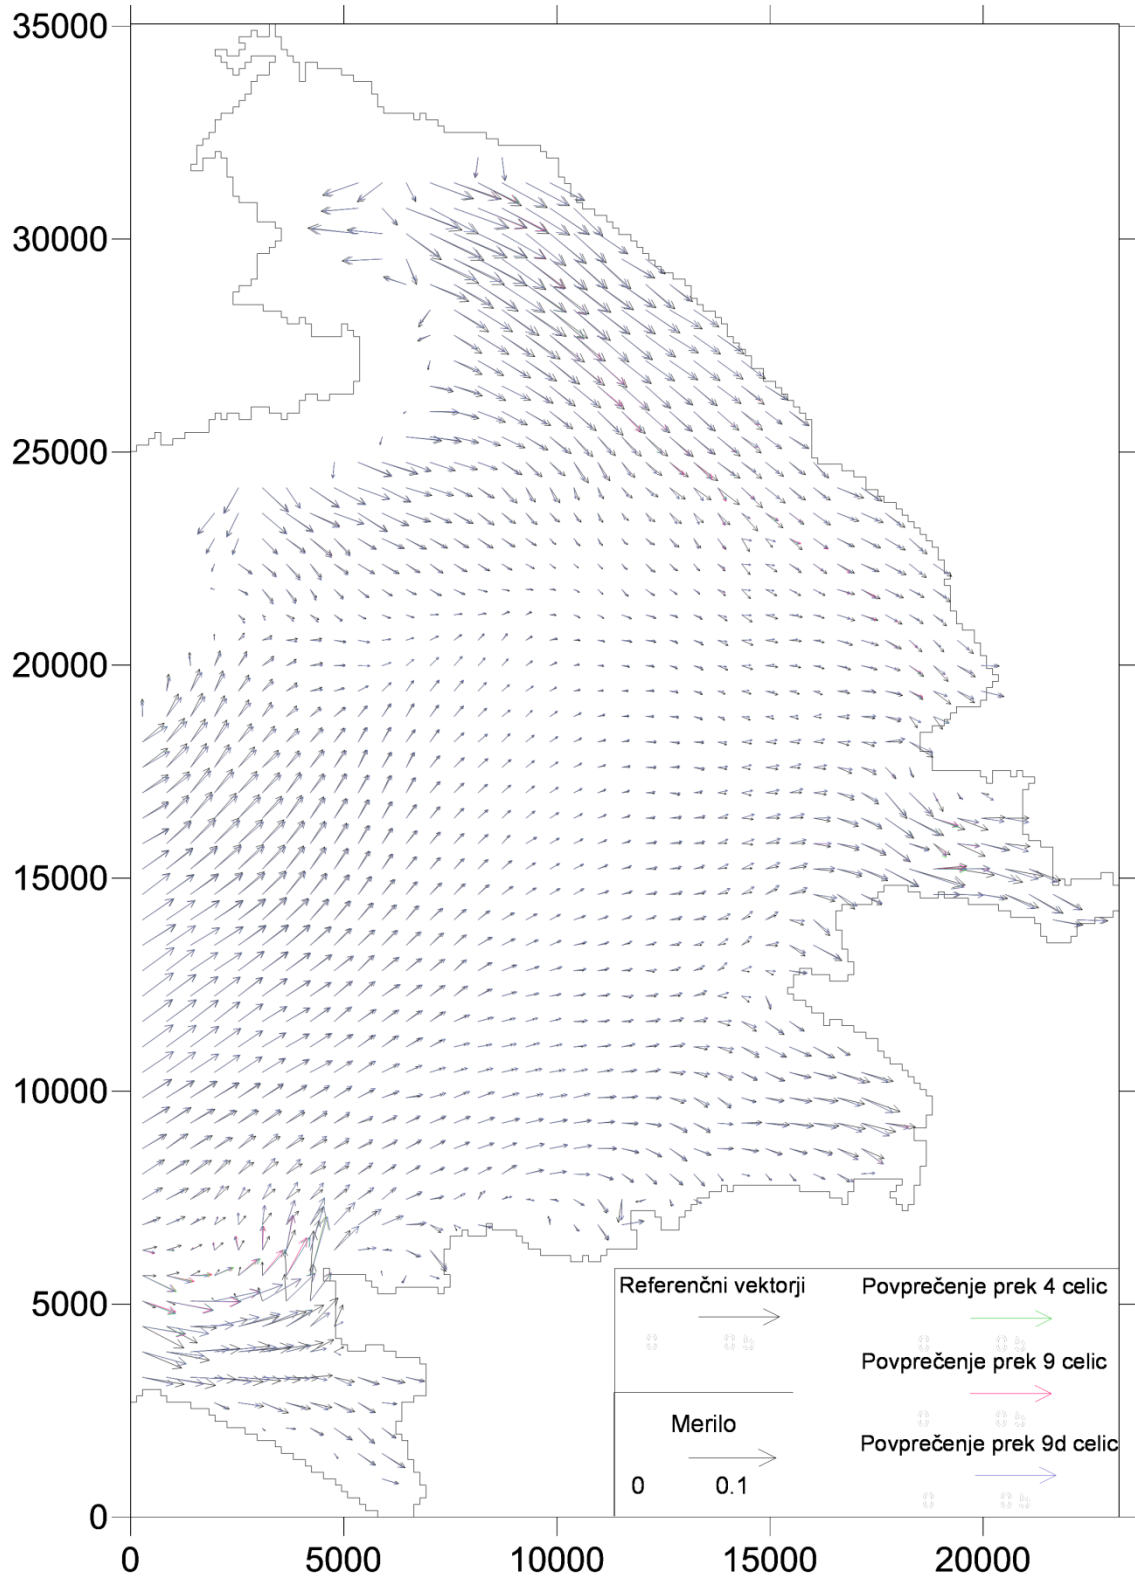 35000
30000
25000
20000
15000
10000
5000
0
0 5000 10000 15000 20000
Referenčni vektorji
Povprečenje prek 4 celic
Povprečenje prek 9 celic
Merilo
0 0.1
Povprečenje prek 9d celic